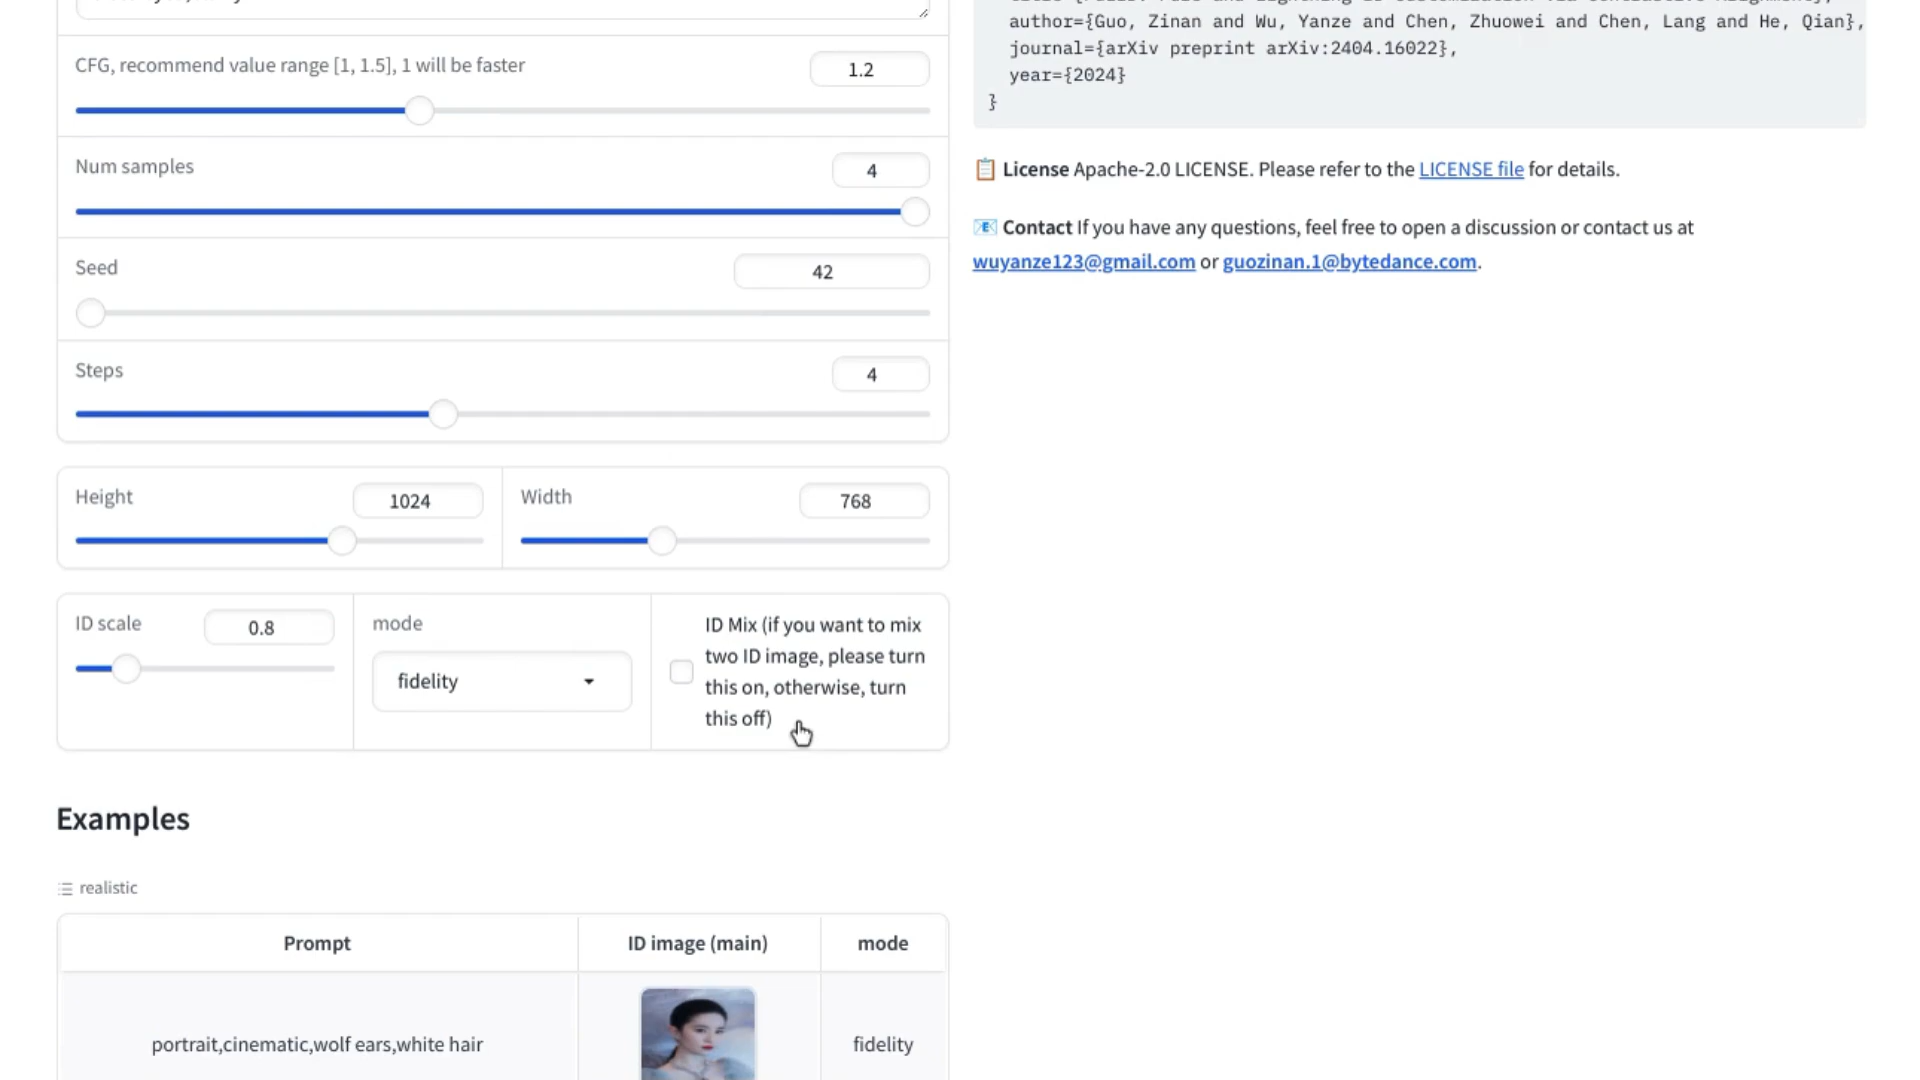 CFG, recommend value range [1, 1.5], 1 will be faster
1.2
Num samples
4
Seed
42
Steps
4
Height
1024
Width
768
ID scale
0.8
mode
fidelity
ID Mix (if you want to mix
two ID image, please turn
this on, otherwise, turn
this off)
Examples
realistic
Prompt
ID image (main)
mode
portrait,cinematic,wolf ears,white hair
fidelity
author={Guo, Zinan and Wu, Yanze and Chen, Zhuowei and Chen, Lang and He, Qian},
journal={arXiv preprint arXiv:2404.16022},
year={2024}
}
📋 License Apache-2.0 LICENSE. Please refer to the LICENSE file for details.
📧 Contact If you have any questions, feel free to open a discussion or contact us at
wuyanze123@gmail.com or guozinan.1@bytedance.com.